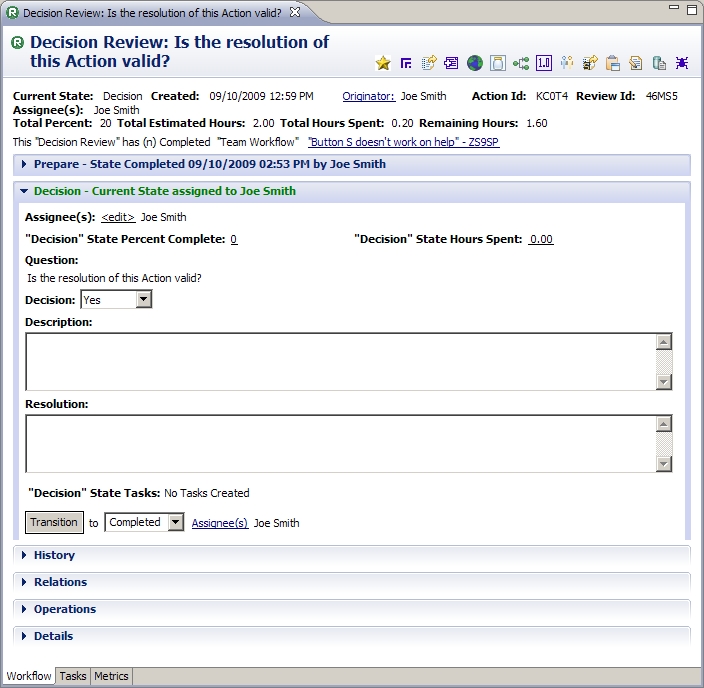 Decision Review: Is the resolution of this Action valid?
Decision Review: Is the resolution of
this Action valid?
1.0
Current State: Decision Created: 09/10/2009 12:59 PM Originator: Joe Smith Action Id: KC0T4 Review Id: 46MS5
Assignee(s): Joe Smith
Total Percent: 20 Total Estimated Hours: 2.00 Total Hours Spent: 0.20 Remaining Hours: 1.60
This "Decision Review" has (n) Completed "Team Workflow" "Button S doesn't work on help" - ZS9SP
Prepare - State Completed 09/10/2009 02:53 PM by Joe Smith
Decision - Current State assigned to Joe Smith
Assignee(s): <edit> Joe Smith
"Decision" State Percent Complete: 0 "Decision" State Hours Spent: 0.00
Question:
Is the resolution of this Action valid?
Decision: Yes
Description:
Resolution:
"Decision" State Tasks: No Tasks Created
Transition to Completed Assignee(s) Joe Smith
History
Relations
Operations
Details
Workflow Tasks Metrics